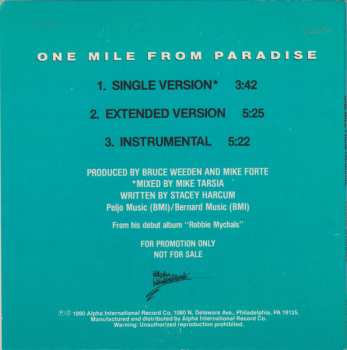 ONE MILE FROM PARADISE
1. SINGLE VERSION* 3:42
2. EXTENDED VERSION 5:25
3. INSTRUMENTAL 5:22
PRODUCED BY BRUCE WEEDEN AND MIKE FORTE
*MIXED BY MIKE TARSIA
WRITTEN BY STACEY HARCUM
Peljo Music (BMI)/Bernard Music (BMI)
From his debut album "Robbie Mychals"
FOR PROMOTION ONLY
NOT FOR SALE
Alpha
International
℗© 1990 Alpha International Record Co. 1080 N. Delaware Ave., Philadelphia, PA 19125.
Manufactured and distributed by Alpha International Record Co.
Warning: Unauthorized reproduction prohibited.